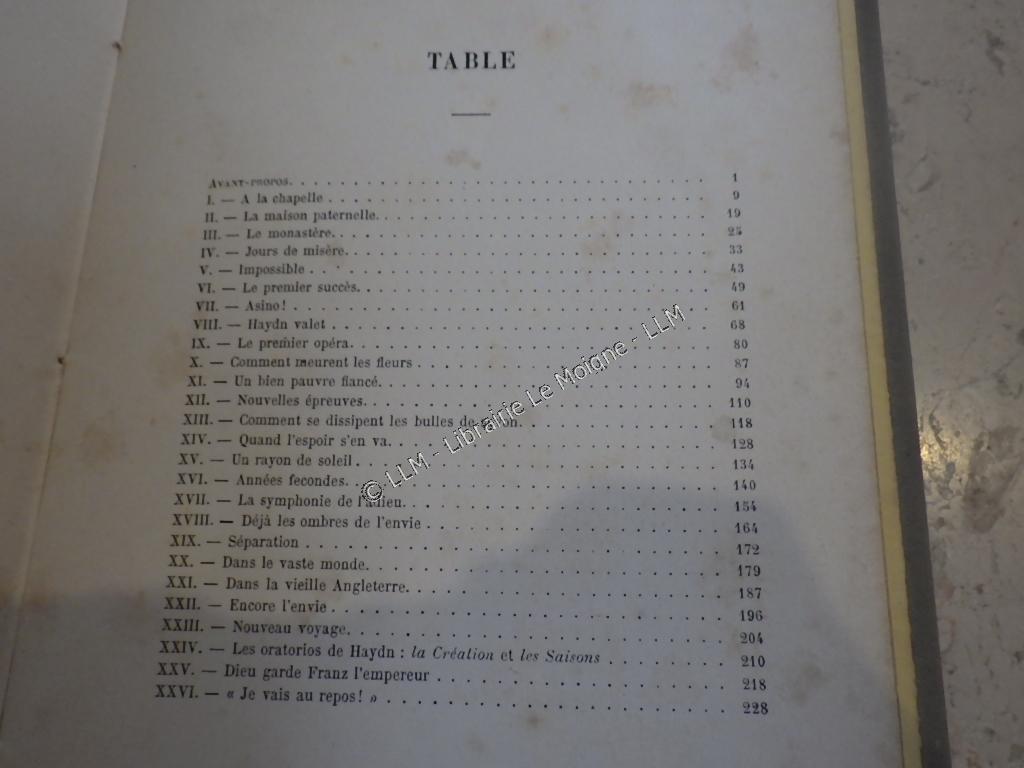 TABLE
AVANT-PROPOS. . . . . . . . . . . . . . . . . . . . . . . . 1
I. — A la chapelle . . . . . . . . . . . . . . . . . . . . . . 9
II. — La maison paternelle. . . . . . . . . . . . . . . . . . . 19
III. — Le monastère. . . . . . . . . . . . . . . . . . . . . . 25
IV. — Jours de misère. . . . . . . . . . . . . . . . . . . . . 33
V. — Impossible . . . . . . . . . . . . . . . . . . . . . . . 43
VI. — Le premier succès. . . . . . . . . . . . . . . . . . . . 49
VII. — Asino! . . . . . . . . . . . . . . . . . . . . . . . . 61
VIII. — Haydn valet . . . . . . . . . . . . . . . . . . . . . 68
IX. — Le premier opéra. . . . . . . . . . . . . . . . . . . . 80
X. — Comment meurent les fleurs . . . . . . . . . . . . . . . 87
XI. — Un bien pauvre fiancé. . . . . . . . . . . . . . . . . . 94
XII. — Nouvelles épreuves. . . . . . . . . . . . . . . . . . . 110
XIII. — Comment se dissipent les bulles de savon. . . . . . . . 118
XIV. — Quand l'espoir s'en va. . . . . . . . . . . . . . . . . 128
XV. — Un rayon de soleil . . . . . . . . . . . . . . . . . . . 134
XVI. — Années fecondes. . . . . . . . . . . . . . . . . . . . 140
XVII. — La symphonie de l'adieu. . . . . . . . . . . . . . . . 154
XVIII. — Déjà les ombres de l'envie . . . . . . . . . . . . . . 164
XIX. — Séparation . . . . . . . . . . . . . . . . . . . . . . 172
XX. — Dans le vaste monde. . . . . . . . . . . . . . . . . . . 179
XXI. — Dans la vieille Angleterre. . . . . . . . . . . . . . . 187
XXII. — Encore l'envie . . . . . . . . . . . . . . . . . . . . 196
XXIII. — Nouveau voyage. . . . . . . . . . . . . . . . . . . . 204
XXIV. — Les oratorios de Haydn : la Création et les Saisons . . 210
XXV. — Dieu garde Franz l'empereur . . . . . . . . . . . . . . 218
XXVI. — « Je vais au repos! » . . . . . . . . . . . . . . . . . 228
© LLM - Librairie Le Moigne - LLM